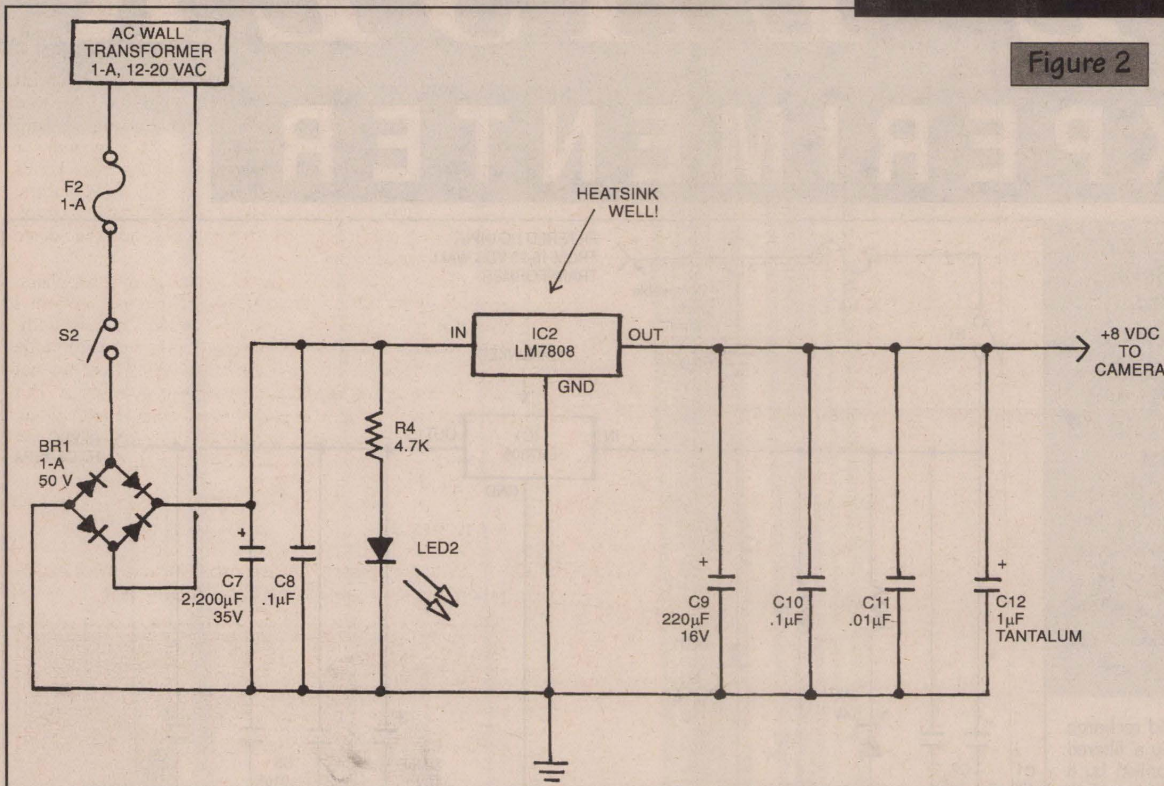 AC WALL
TRANSFORMER
1-A, 12-20 VAC
Figure 2
F2
1-A
HEATSINK
WELL!
S2
IN
IC2
LM7808
OUT
GND
+8 VDC
TO
CAMERA
R4
4.7K
BR1
1-A
50 V
+
C7
2,200µF
35V
C8
.1µF
LED2
+
C9
220µF
16V
C10
.1µF
C11
.01µF
+
C12
1µF
TANTALUM